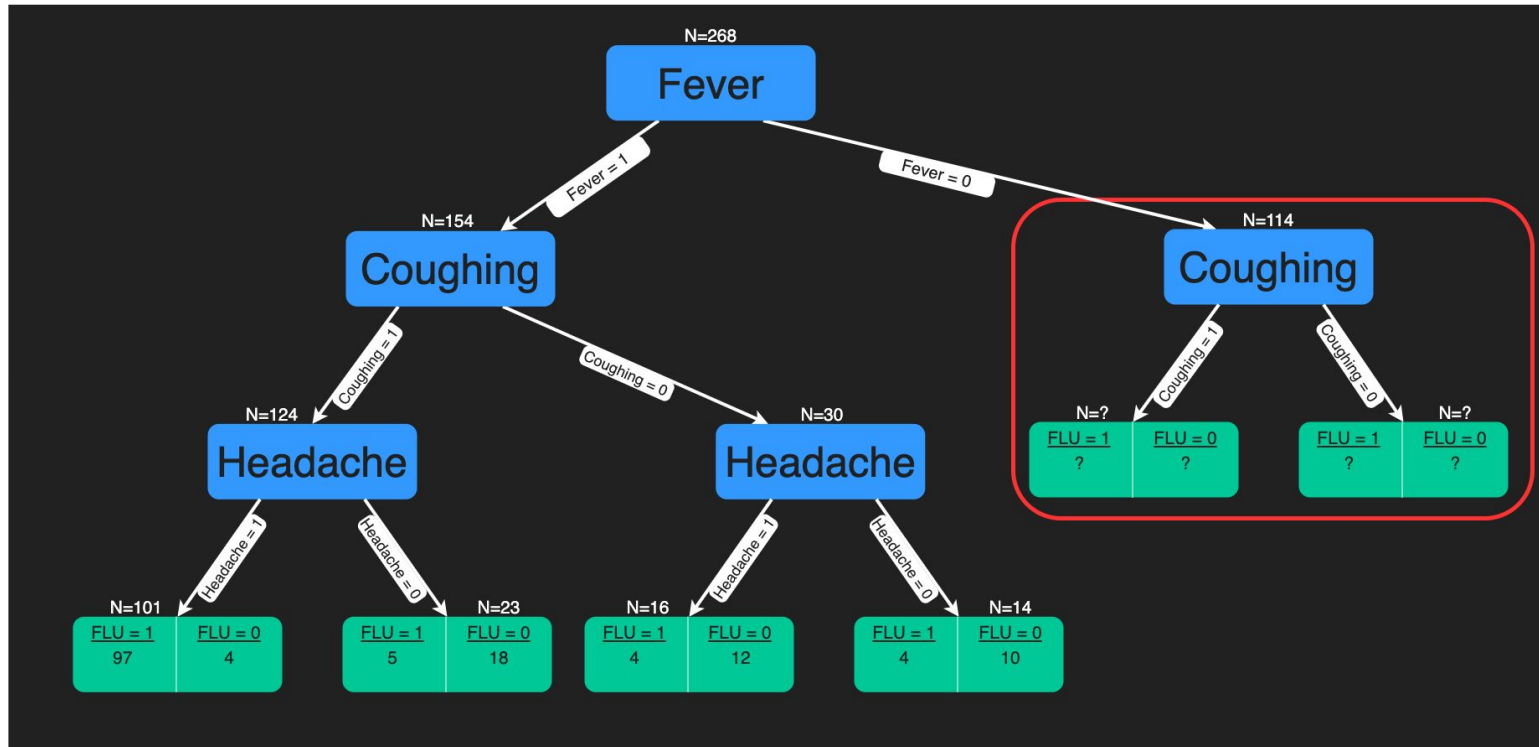 N=268
Fever
Fever = 1
Fever = 0
N=154
Coughing
N=114
Coughing
Coughing = 1
Coughing = 0
Coughing = 1
Coughing = 0
N=124
Headache
N=30
Headache
N=?
FLU = 1 FLU = 0
? ?
N=?
FLU = 1 FLU = 0
? ?
Headache = 1
Headache = 0
Headache = 1
Headache = 0
N=101
FLU = 1 FLU = 0
97 4
N=23
FLU = 1 FLU = 0
5 18
N=16
FLU = 1 FLU = 0
4 12
N=14
FLU = 1 FLU = 0
4 10